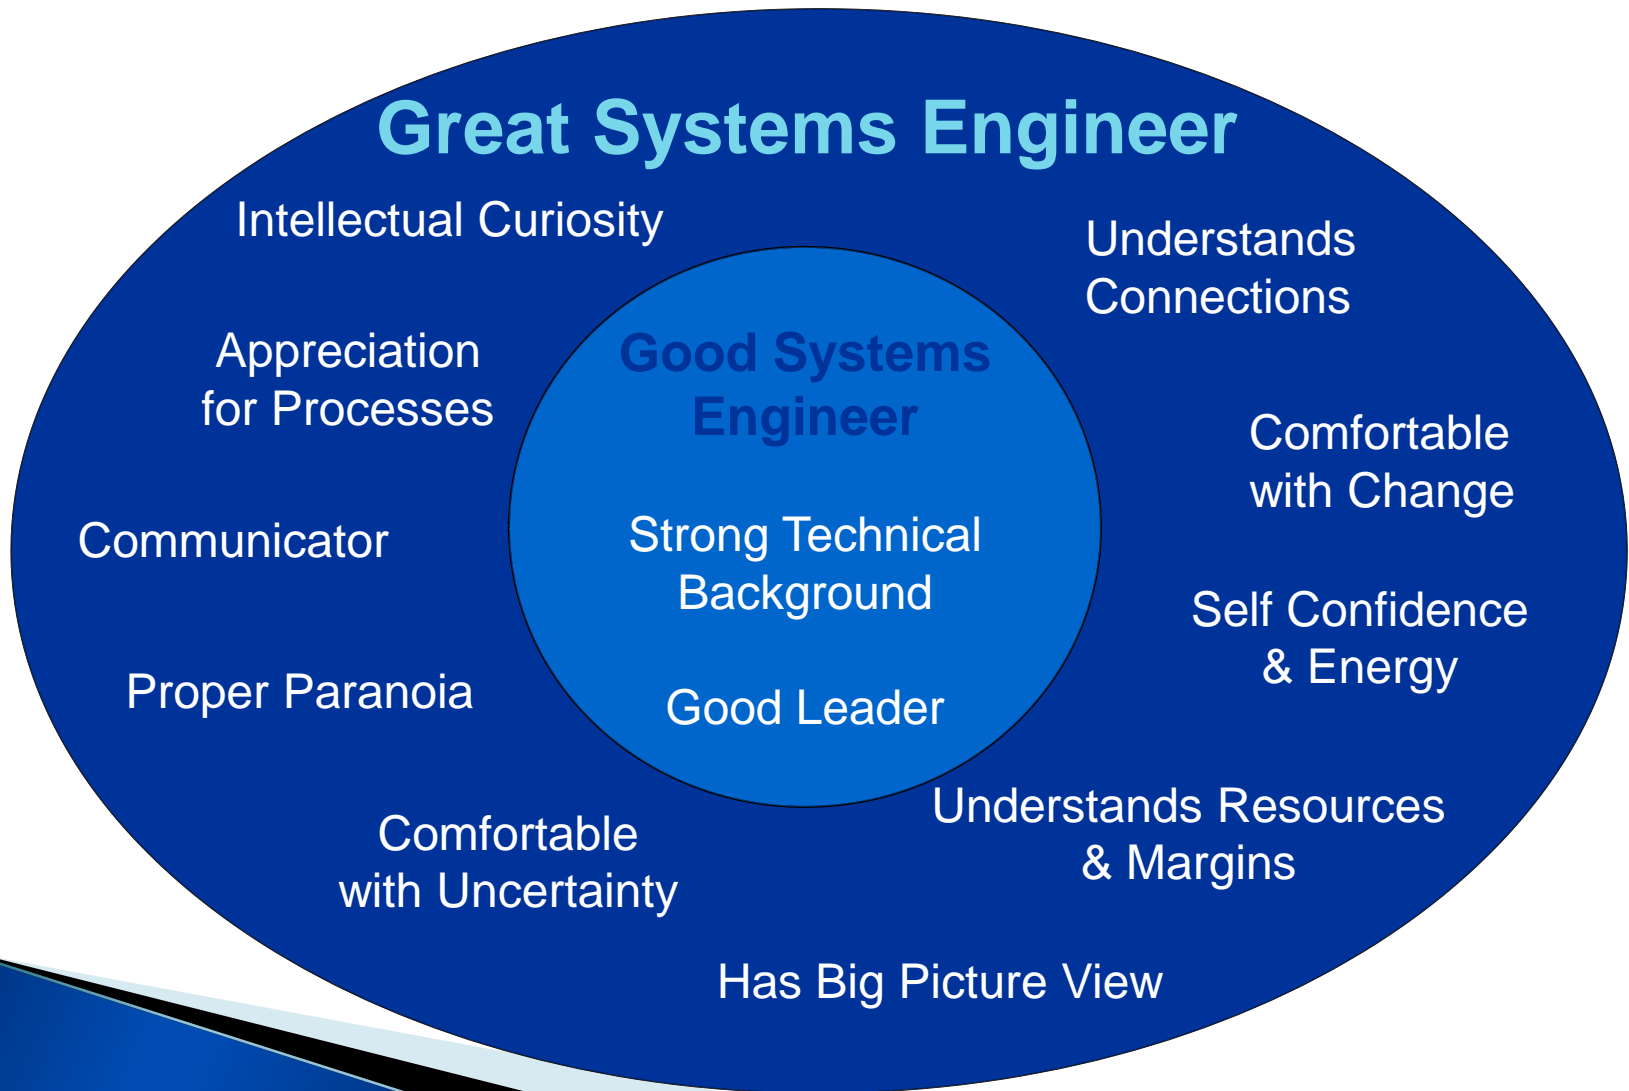 Great Systems Engineer
Intellectual Curiosity
Understands
Connections
Appreciation
for Processes
Good Systems
Engineer
Comfortable
with Change
Communicator
Strong Technical
Background
Self Confidence
& Energy
Proper Paranoia
Good Leader
Understands Resources
& Margins
Comfortable
with Uncertainty
Has Big Picture View